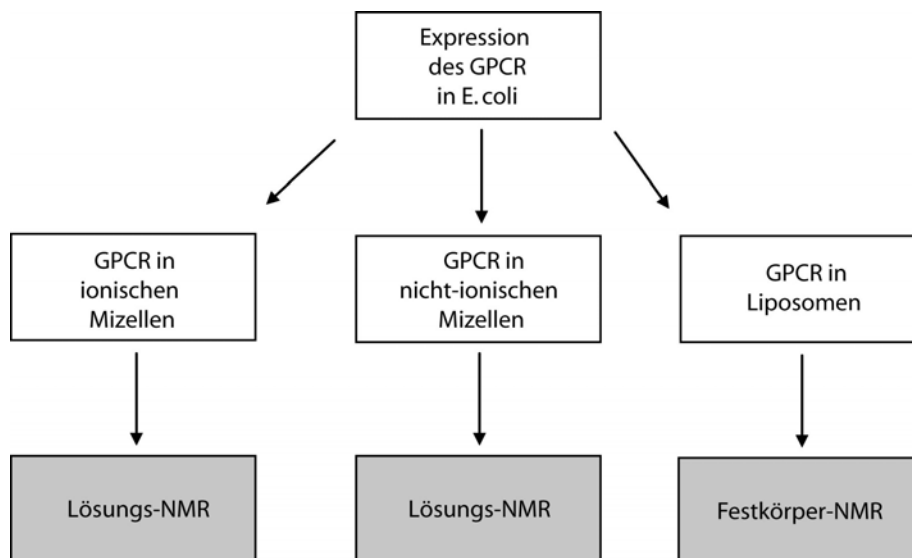 Expression
des GPCR
in E. coli
GPCR in
ionischen
Mizellen
GPCR in
nicht-ionischen
Mizellen
GPCR in
Liposomen
Lösungs-NMR
Lösungs-NMR
Festkörper-NMR